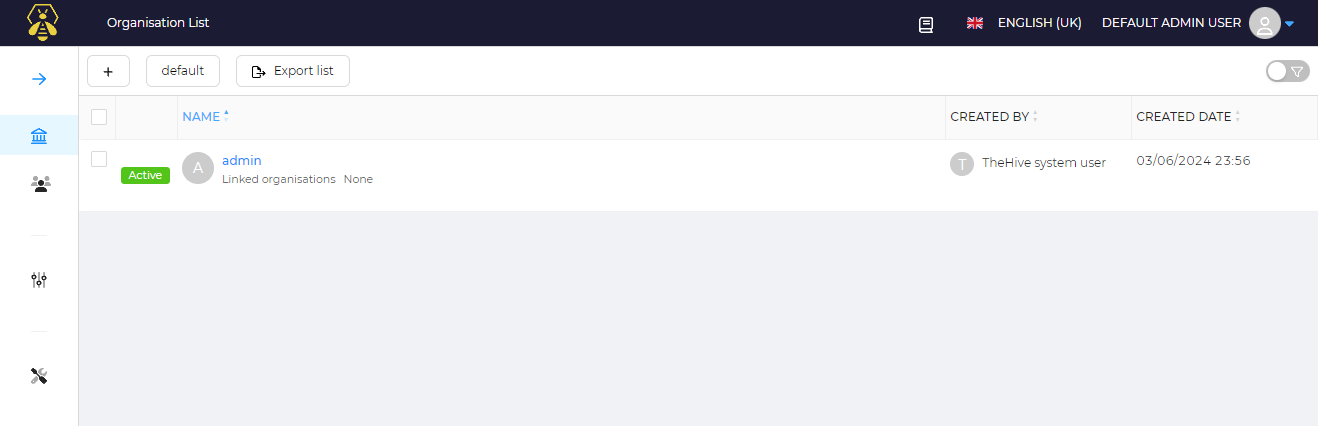 Organisation List
ENGLISH (UK)
DEFAULT ADMIN USER
+
default
Export list
NAME
CREATED BY
CREATED DATE
Active
A
admin
Linked organisations None
T
TheHive system user
03/06/2024 23:56